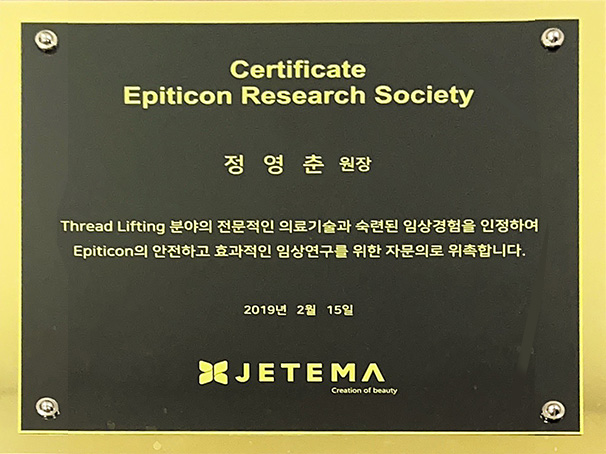 Certificate
Epiticon Research Society
정 영 춘 원장
Thread Lifting 분야의 전문적인 의료기술과 숙련된 임상경험을 인정하여
Epiticon의 안전하고 효과적인 임상연구를 위한 자문의로 위촉합니다.
2019년 2월 15일
JETEMA
Creation of beauty